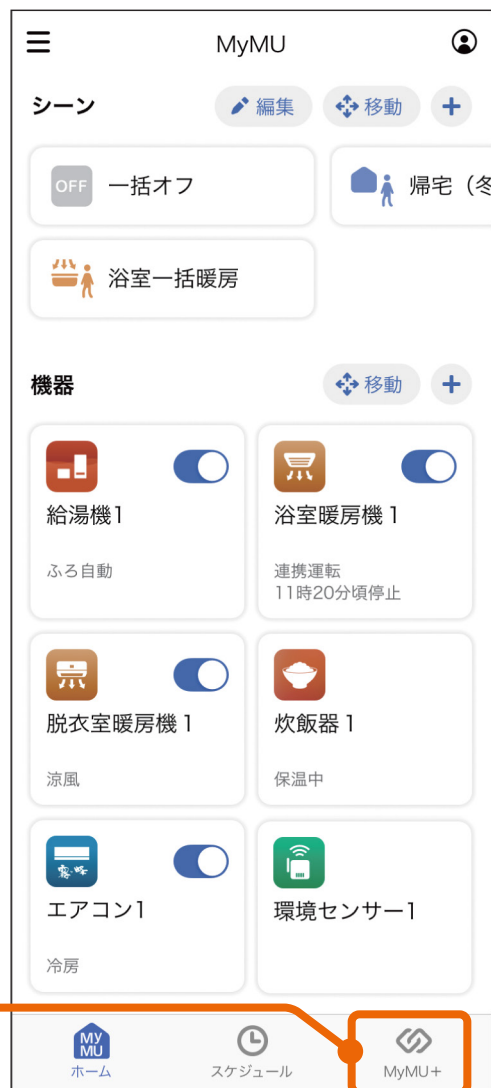 MyMU
シーン
編集
移動
OFF 一括オフ
帰宅（冬
浴室一括暖房
機器
移動
給湯機1
ふろ自動
浴室暖房機 1
連携運転
11時20分頃停止
脱衣室暖房機 1
涼風
炊飯器 1
保温中
霧ヶ峰
エアコン1
冷房
環境センサー1
MyMU
ホーム
スケジュール
MyMU+